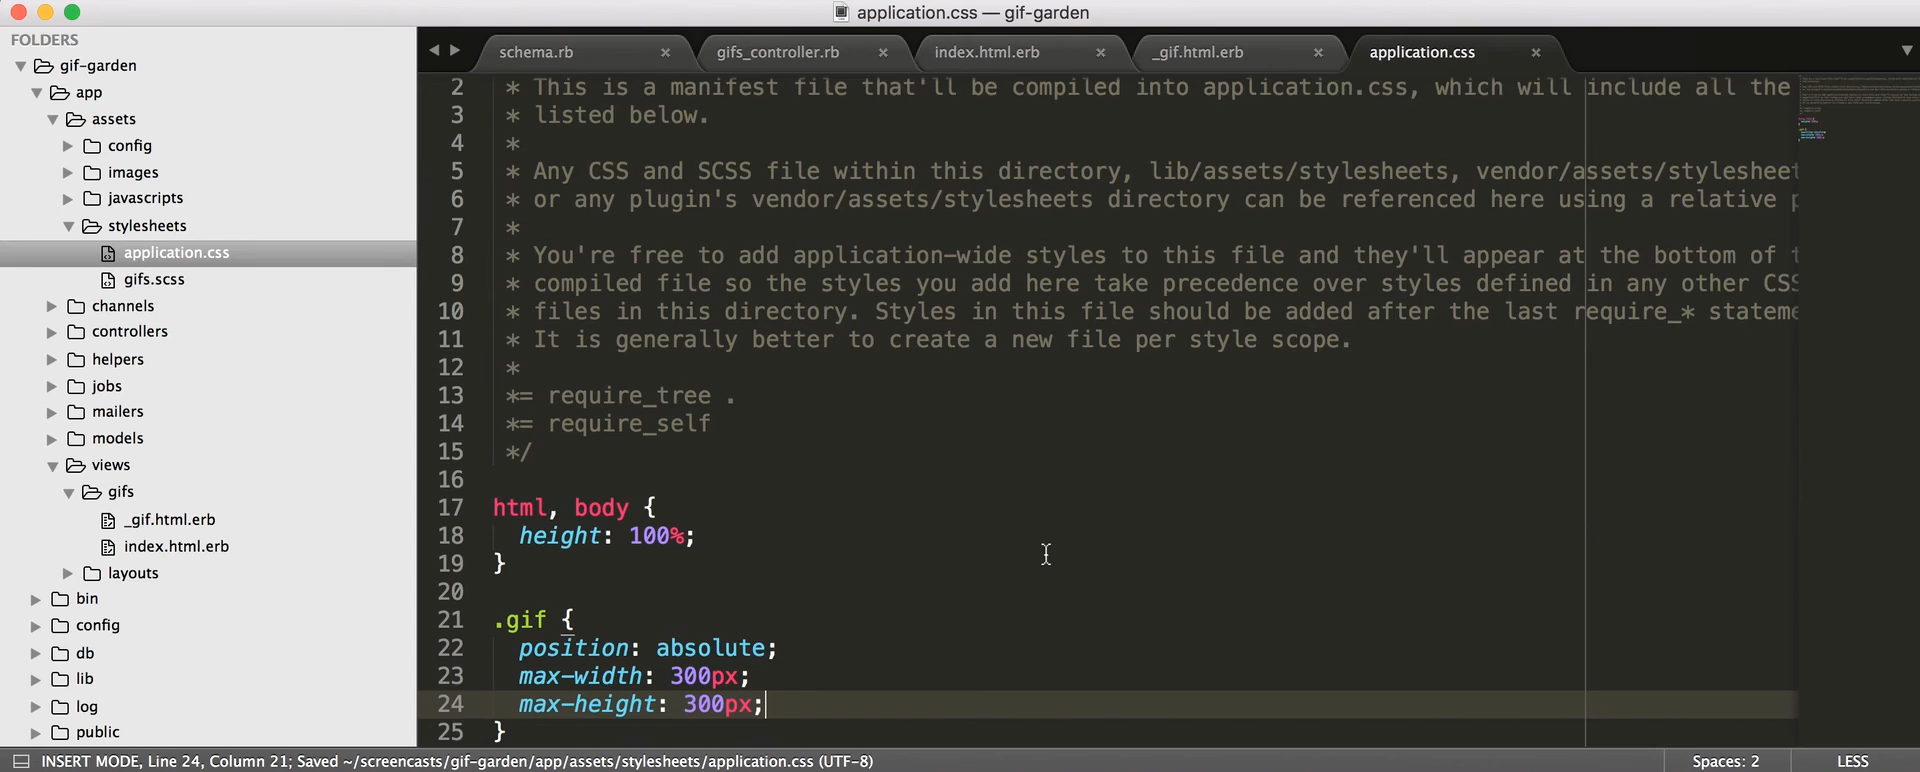 application.css — gif-garden
FOLDERS
gif-garden
app
assets
config
images
javascripts
stylesheets
application.css
gifs.scss
channels
controllers
helpers
jobs
mailers
models
views
gifs
_gif.html.erb
index.html.erb
layouts
bin
config
db
lib
log
public
schema.rb
gifs_controller.rb
index.html.erb
_gif.html.erb
application.css
2 * This is a manifest file that'll be compiled into application.css, which will include all the
3 * listed below.
4 *
5 * Any CSS and SCSS file within this directory, lib/assets/stylesheets, vendor/assets/stylesheet
6 * or any plugin's vendor/assets/stylesheets directory can be referenced here using a relative p
7 *
8 * You're free to add application-wide styles to this file and they'll appear at the bottom of t
9 * compiled file so the styles you add here take precedence over styles defined in any other CSS
10 * files in this directory. Styles in this file should be added after the last require_* stateme
11 * It is generally better to create a new file per style scope.
12 *
13 *= require_tree .
14 *= require_self
15 */
16
17 html, body {
18 height: 100%;
19 }
20
21 .gif {
22 position: absolute;
23 max-width: 300px;
24 max-height: 300px;
25 }
INSERT MODE, Line 24, Column 21; Saved ~/screencasts/gif-garden/app/assets/stylesheets/application.css (UTF-8)
Spaces: 2
LESS